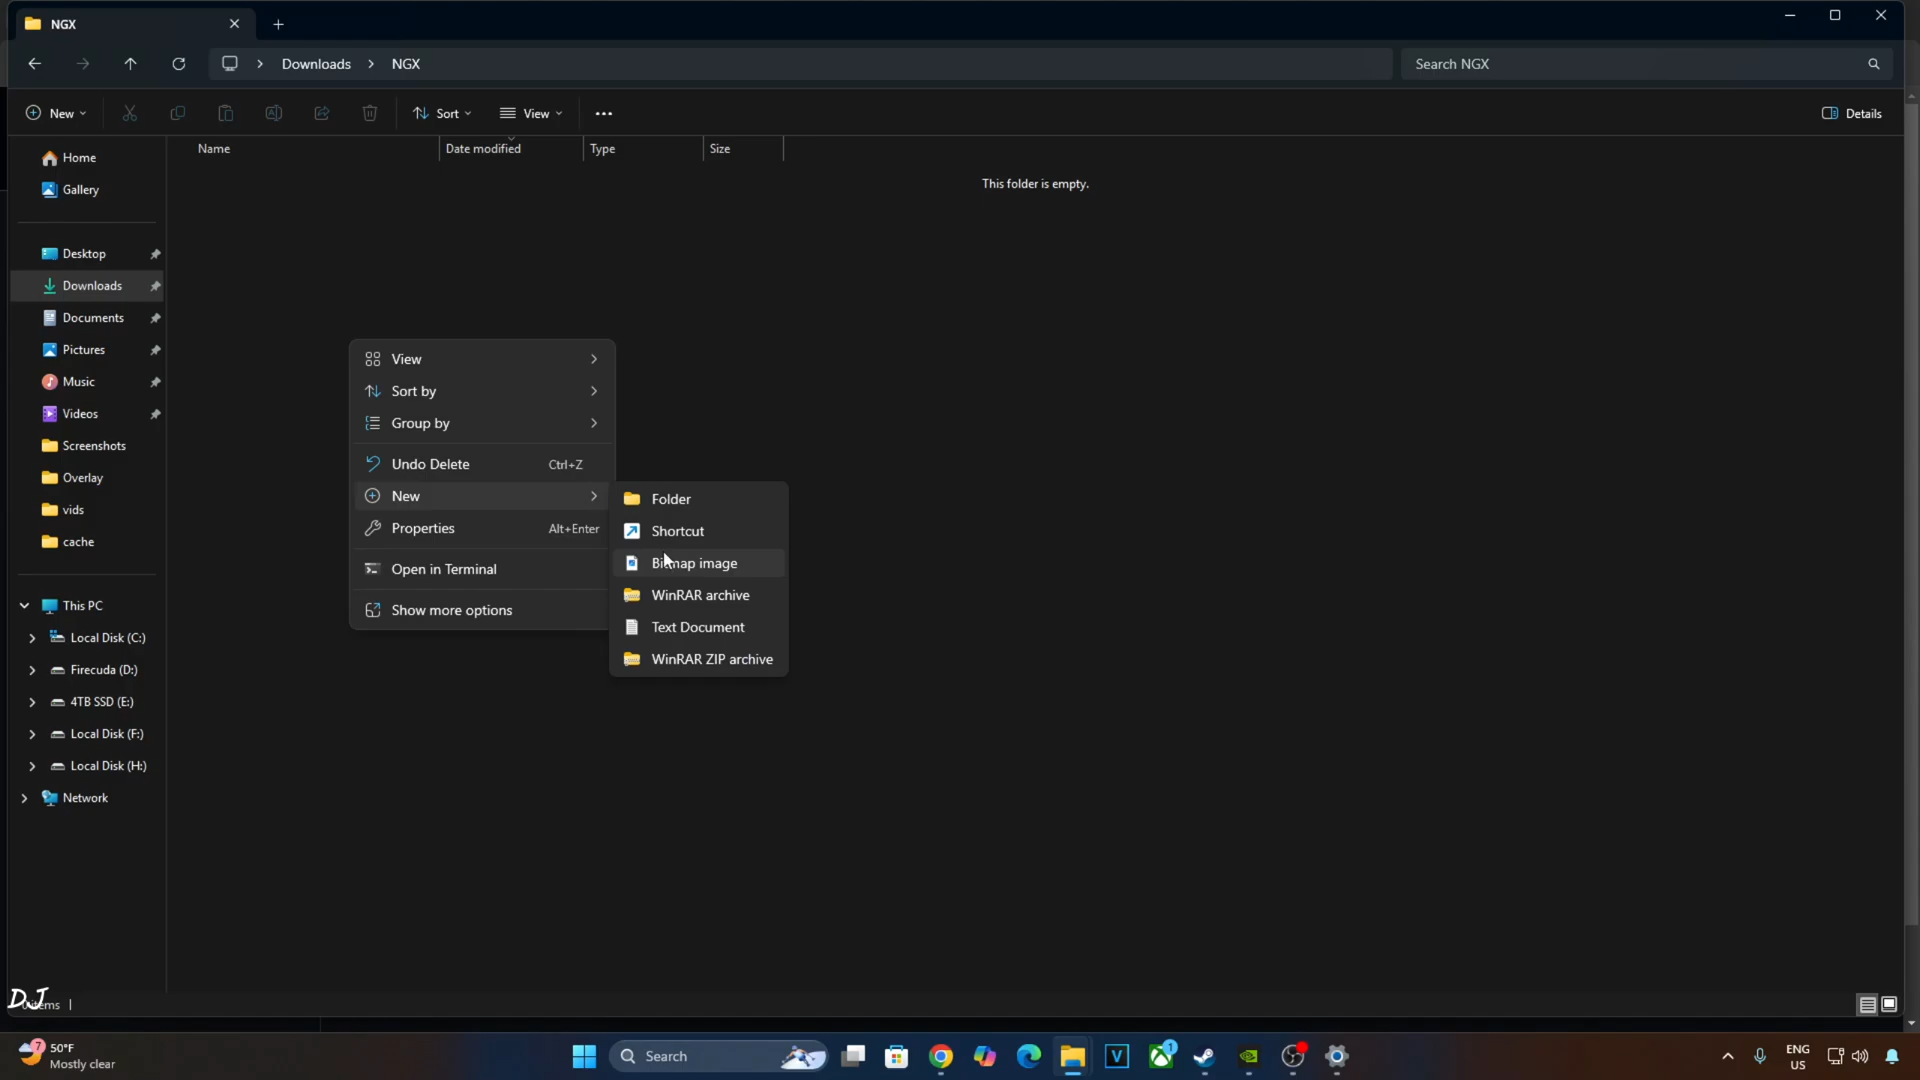 NGX
Downloads
NGX
Search NGX
New
Sort
View
Details
Name
Date modified
Type
Size
This folder is empty.
Home
Gallery
Desktop
Downloads
Documents
Pictures
Music
Videos
Screenshots
Overlay
vids
cache
This PC
Local Disk (C:)
Firecuda (D:)
4TB SSD (E:)
Local Disk (F:)
Local Disk (H:)
Network
View
Sort by
Group by
Undo Delete Ctrl+Z
New
Properties Alt+Enter
Open in Terminal
Show more options
Folder
Shortcut
Bitmap image
WinRAR archive
Text Document
WinRAR ZIP archive
DJ
items
7
50°F
Mostly clear
Search
V
1
ENG
US